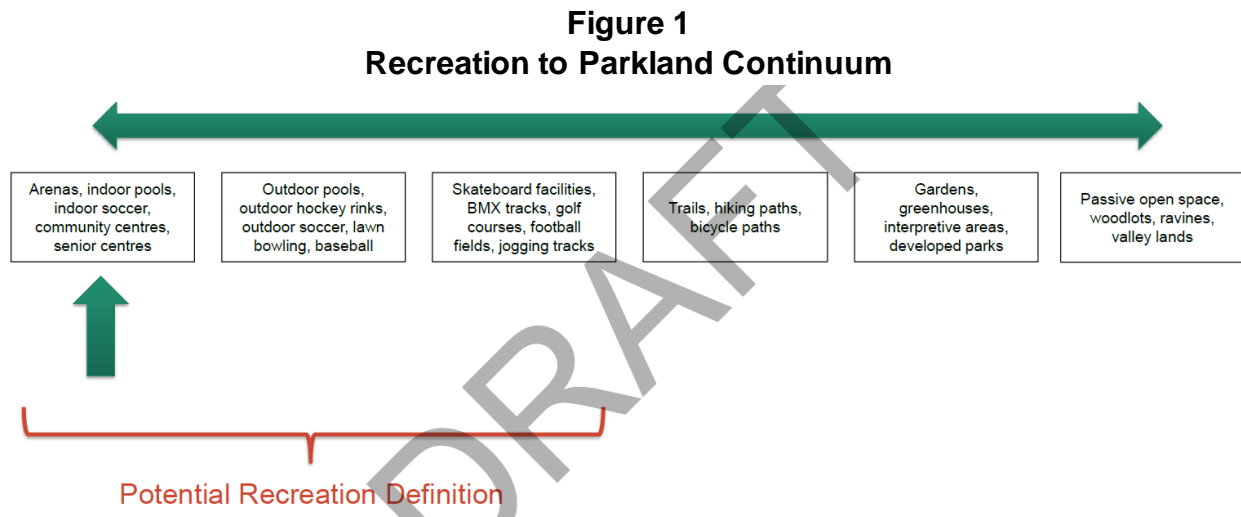 Figure 1
Recreation to Parkland Continuum
Arenas, indoor pools,
indoor soccer,
community centres,
senior centres
Outdoor pools,
outdoor hockey rinks,
outdoor soccer, lawn
bowling, baseball
Skateboard facilities,
BMX tracks, golf
courses, football
fields, jogging tracks
Trails, hiking paths,
bicycle paths
Gardens,
greenhouses,
interpretive areas,
developed parks
Passive open space,
woodlots, ravines,
valley lands
Potential Recreation Definition
DRAFT